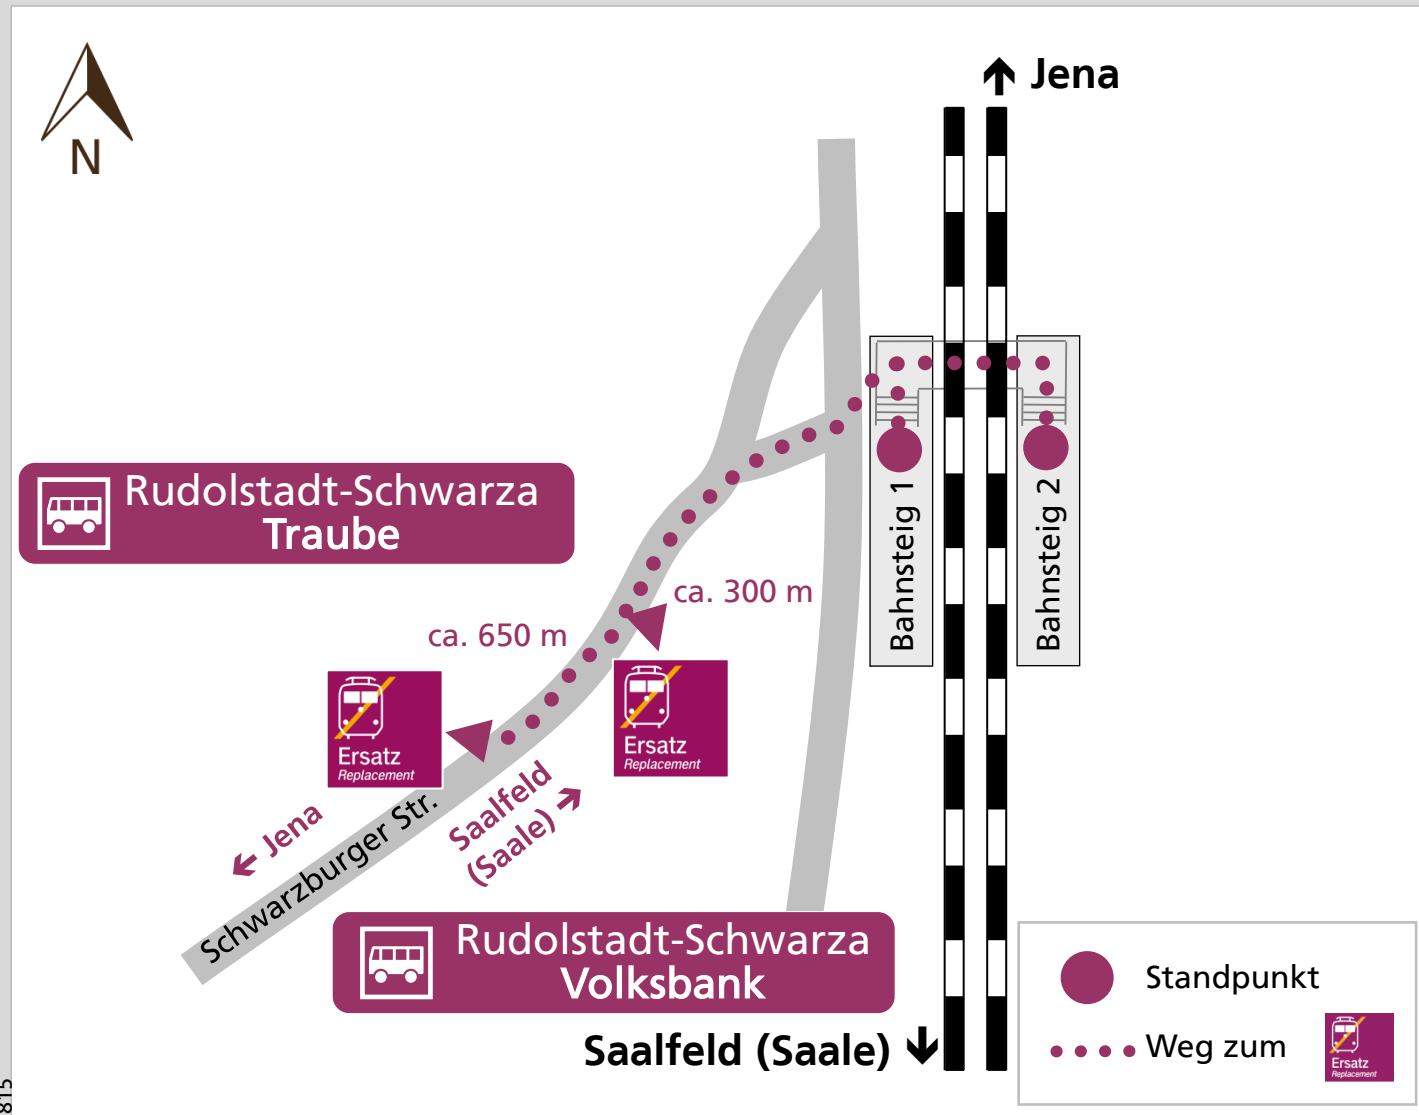 N
↑ Jena
Rudolstadt-Schwarza
Traube
ca. 300 m
ca. 650 m
Bahnsteig 1
Bahnsteig 2
Ersatz
Replacement
Ersatz
Replacement
← Jena
Saalfeld
(Saale) →
Schwarzburger Str.
Rudolstadt-Schwarza
Volksbank
Saalfeld (Saale) ↓
Standpunkt
Weg zum
Ersatz
Replacement